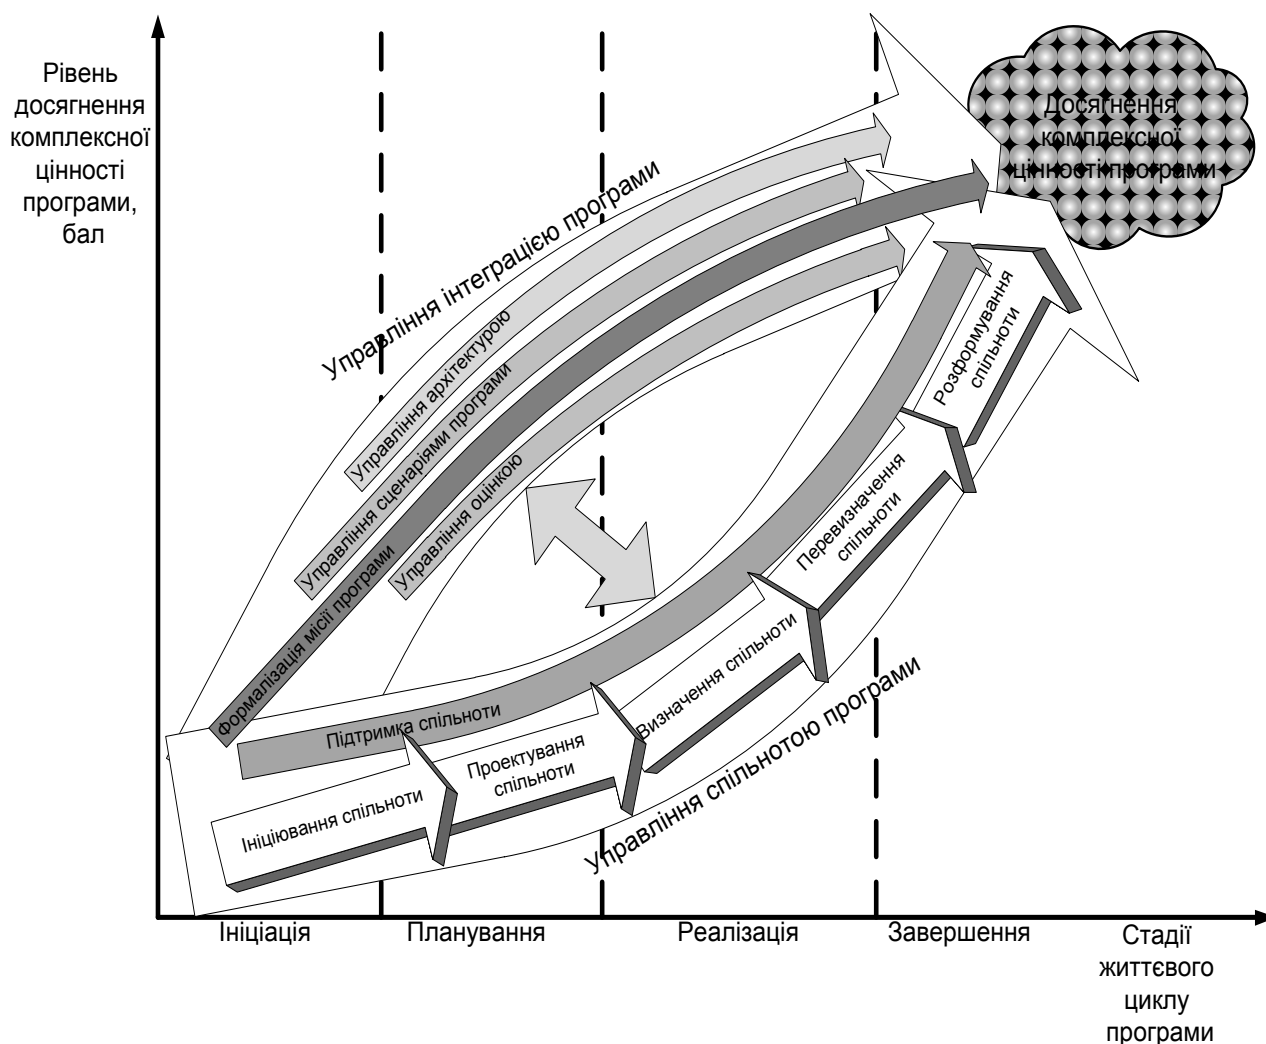 Рівень
досягнення
комплексної
цінності
програми,
бал
Досягнення
комплексної
цінності програми
Управління інтеграцією програми
Управління архітектурою
Управління сценаріями програми
Формалізація місії програми
Управління оцінкою
Підтримка спільноти
Ініціювання спільноти
Проектування
спільноти
Визначення спільноти
Перевизначення
спільноти
Розформування
спільноти
Управління спільнотою програми
Ініціація
Планування
Реалізація
Завершення
Стадії
життєвого
циклу
програми